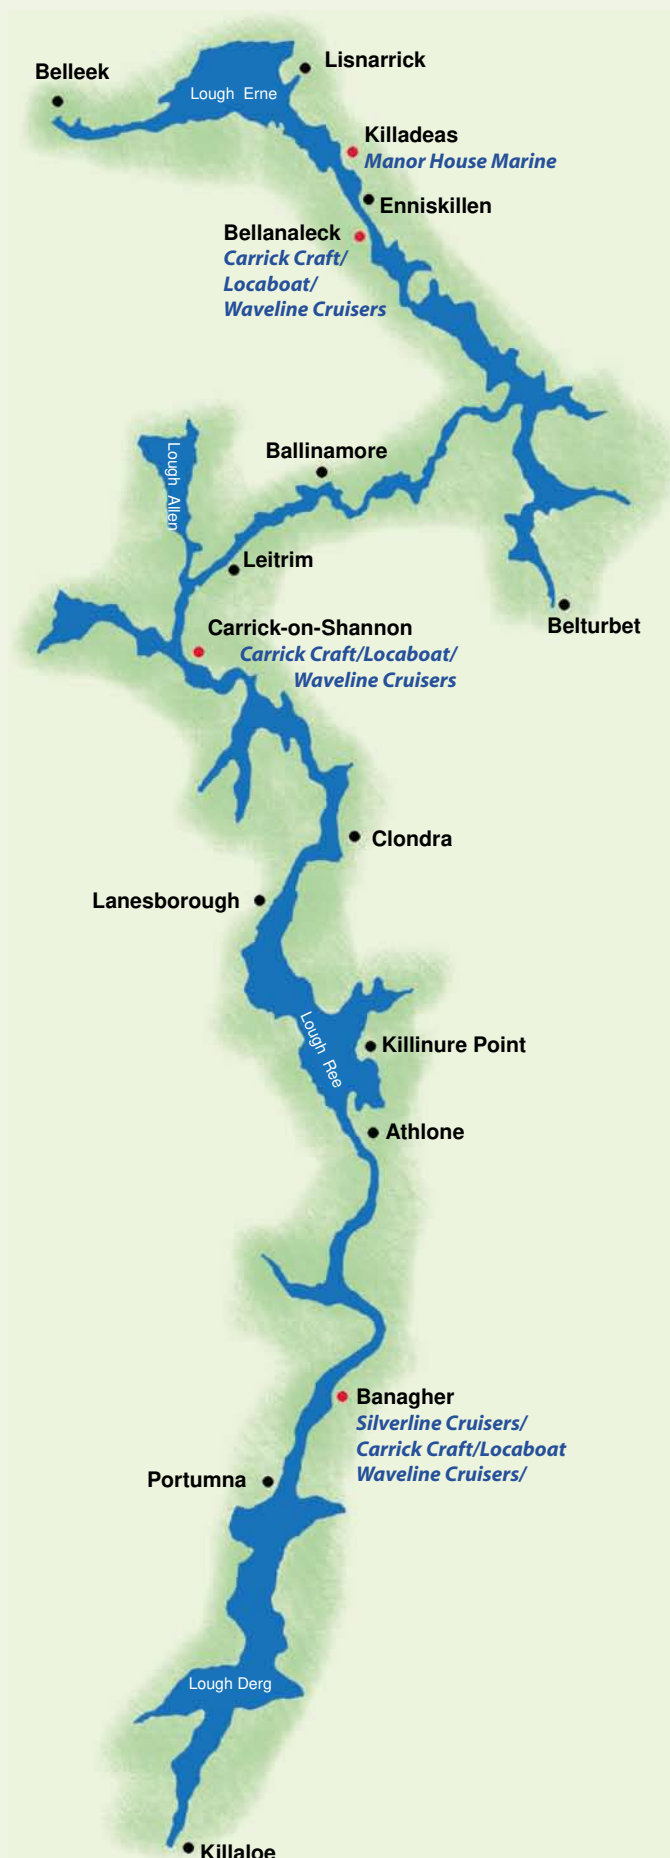 Lisnarrick
Belleek
Lough Erne
Killadeas
Manor House Marine
Enniskillen
Bellanaleck
Carrick Craft/
Locaboat/
Waveline Cruisers
Ballinamore
Lough Allen
Leitrim
Carrick-on-Shannon
Carrick Craft/Locaboat/
Waveline Cruisers
Belturbet
Clondra
Lanesborough
Lough Ree
Killinure Point
Athlone
Banagher
Silverline Cruisers/
Carrick Craft/Locaboat
Waveline Cruisers/
Portumna
Lough Derg
Killaloe